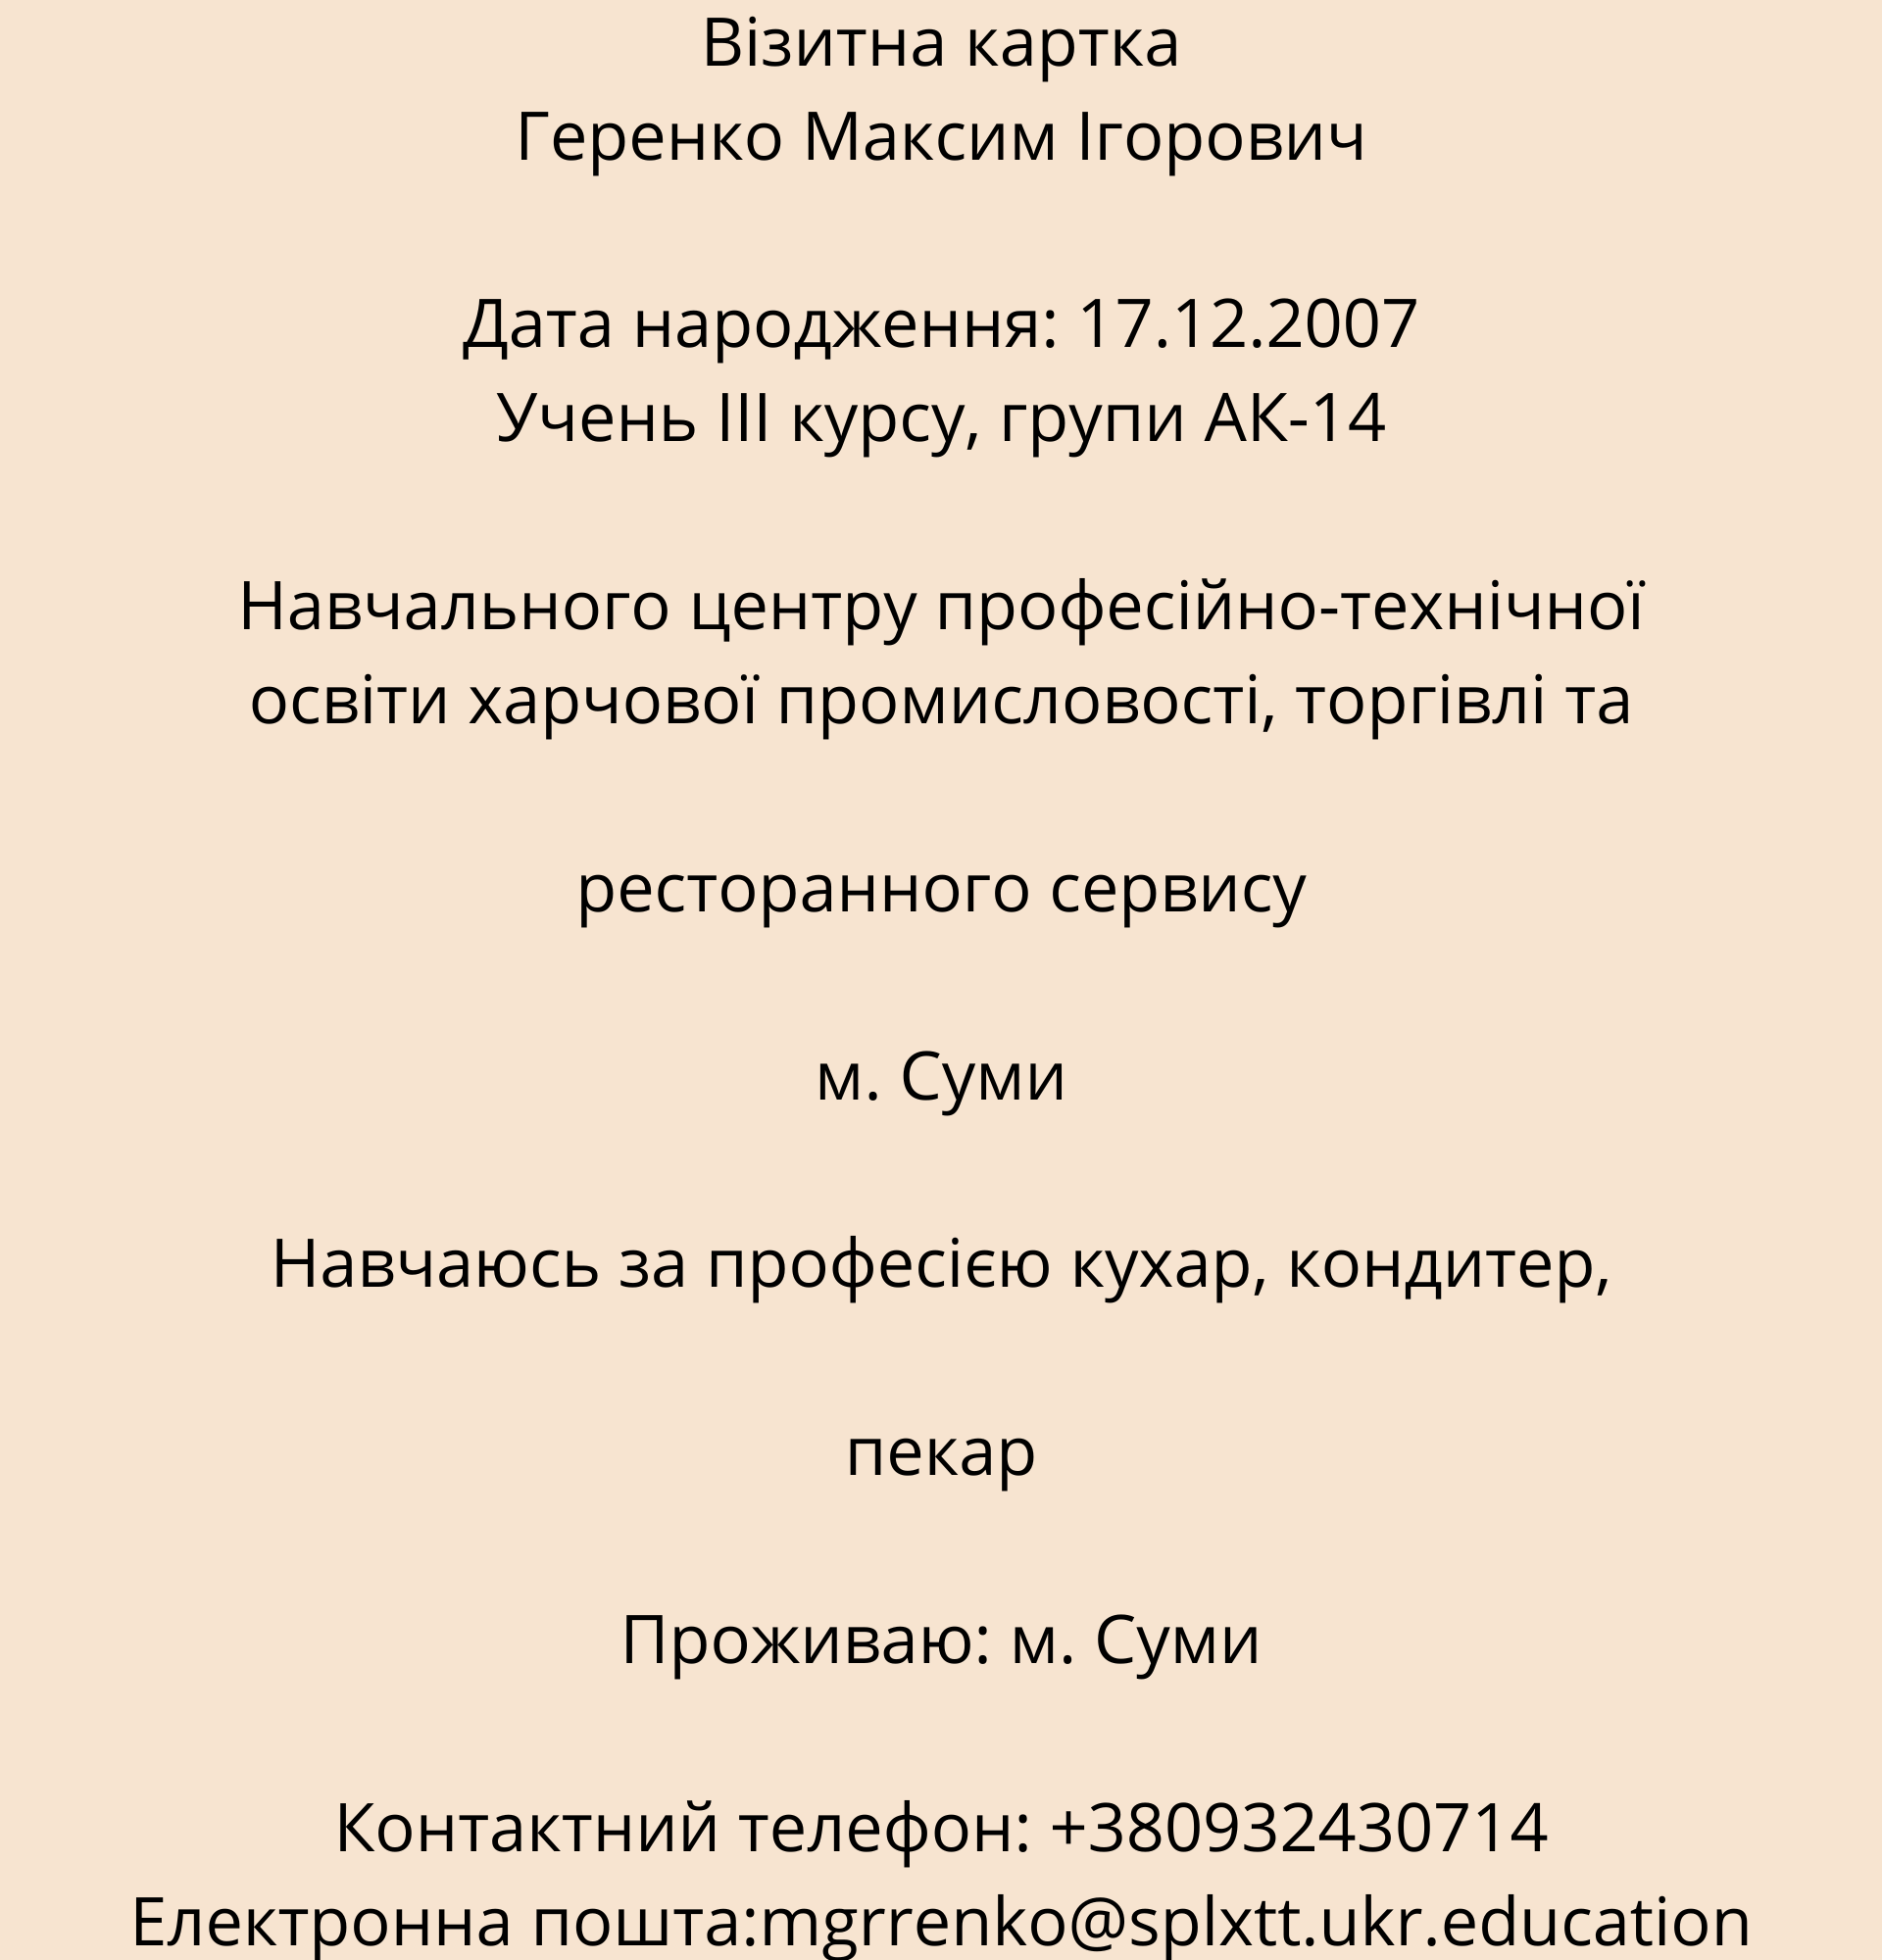 Візитна картка
Геренко Максим Ігорович
Дата народження: 17.12.2007
Учень ІІІ курсу, групи АК-14
Навчального центру професійно-технічної
освіти харчової промисловості, торгівлі та
ресторанного сервису
м. Суми
Навчаюсь за професією кухар, кондитер,
пекар
Проживаю: м. Суми
Контактний телефон: +380932430714
Електронна пошта:mgrrenko@splxtt.ukr.education